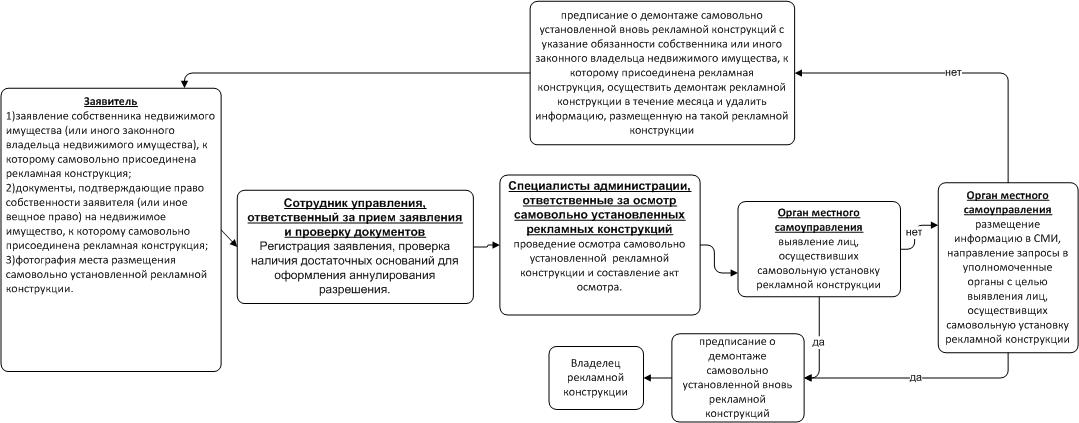 предписание о демонтаже самовольно
установленной вновь рекламной конструкций с
указание обязанности собственника или иного
законного владельца недвижимого имущества, к
которому присоединена рекламная
конструкция, осуществить демонтаж рекламной
конструкции в течение месяца и удалить
информацию, размещенную на такой рекламной
конструкции
нет
Заявитель
1)заявление собственника недвижимого
имущества (или иного законного
владельца недвижимого имущества), к
которому самовольно присоединена
рекламная конструкция;
2)документы, подтверждающие право
собственности заявителя (или иное
вещное право) на недвижимое
имущество, к которому самовольно
присоединена рекламная конструкция;
3)фотография места размещения
самовольно установленной рекламной
конструкции.
Сотрудник управления,
ответственный за прием заявления
и проверку документов
Регистрация заявления, проверка
наличия достаточных оснований для
оформления аннулирования
разрешения.
Специалисты администрации,
ответственные за осмотр
самовольно установленных
рекламных конструкций
проведение осмотра самовольно
установленной рекламной
конструкции и составление акт
осмотра.
Орган местного
самоуправления
выявление лиц,
осуществивших
самовольную установку
рекламной конструкции
нет
Орган местного
самоуправления
размещение
информацию в СМИ,
направление запросы в
уполномоченные
органы с целью
выявления лиц,
осуществивщих
самовольную установку
рекламной конструкции
да
да
предписание о
демонтаже
самовольно
установленной вновь
рекламной
конструкций
Владелец
рекламной
конструкции